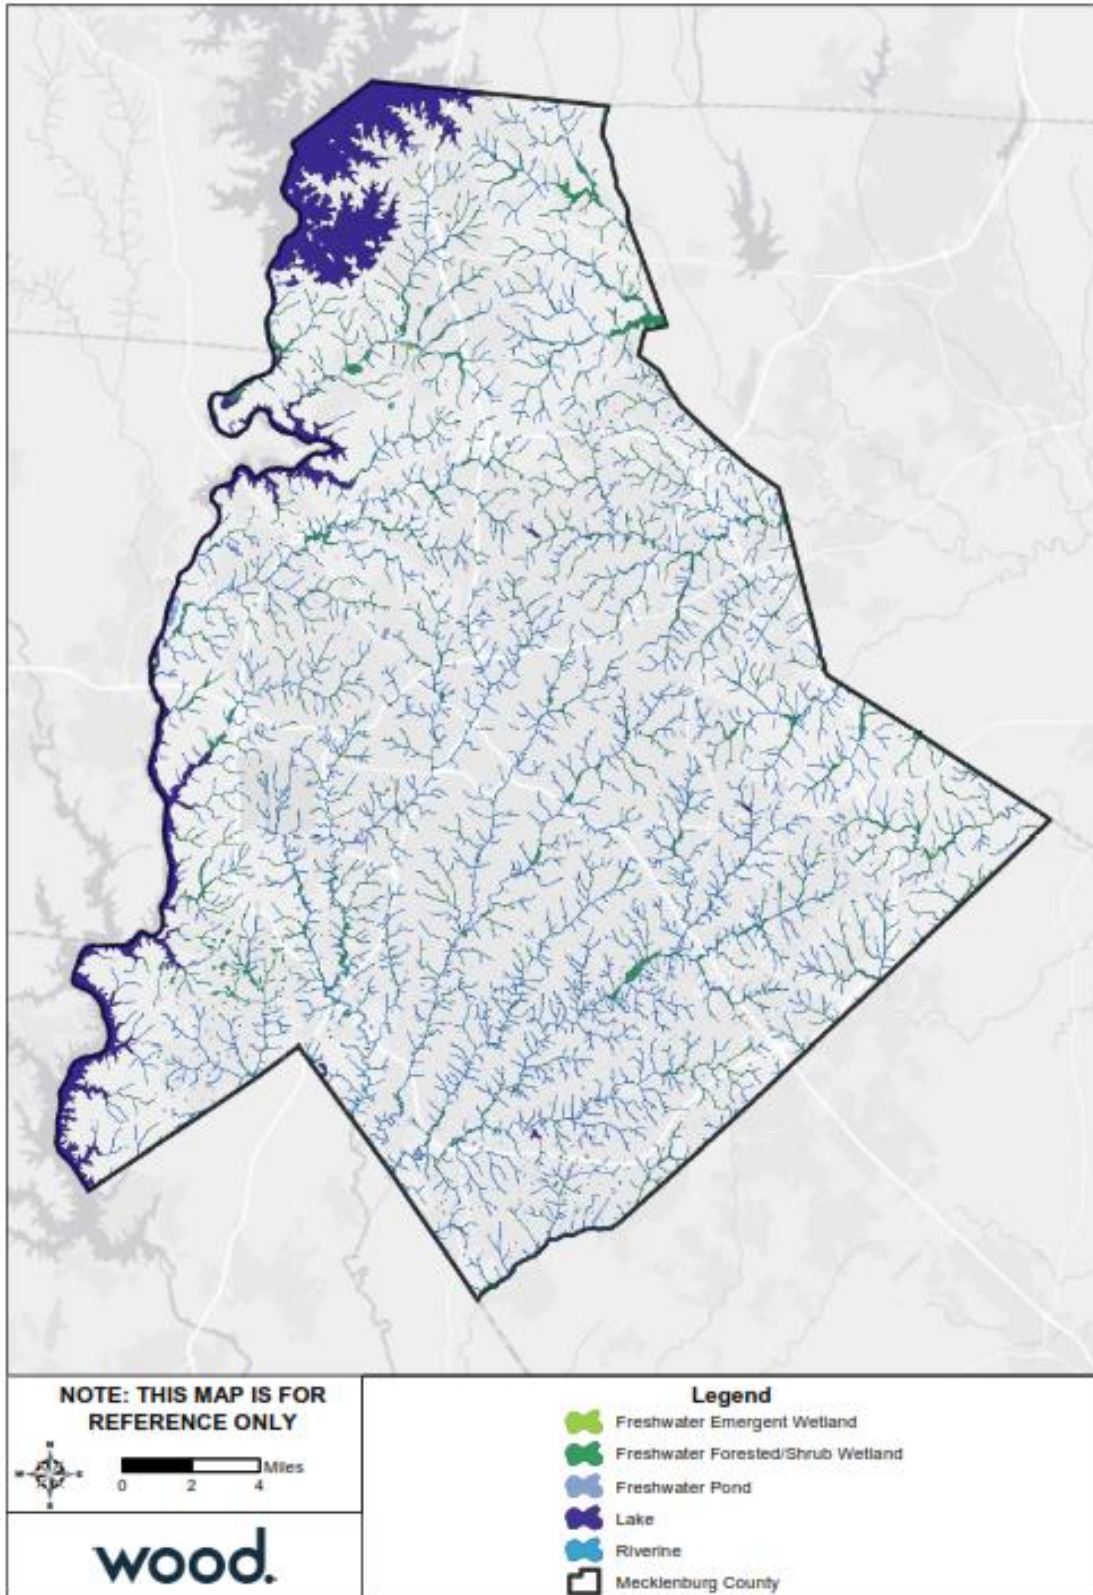 NOTE: THIS MAP IS FOR
REFERENCE ONLY
N
W
E
S
Miles
0 2 4
wood.
Legend
Freshwater Emergent Wetland
Freshwater Forested/Shrub Wetland
Freshwater Pond
Lake
Riverine
Mecklenburg County